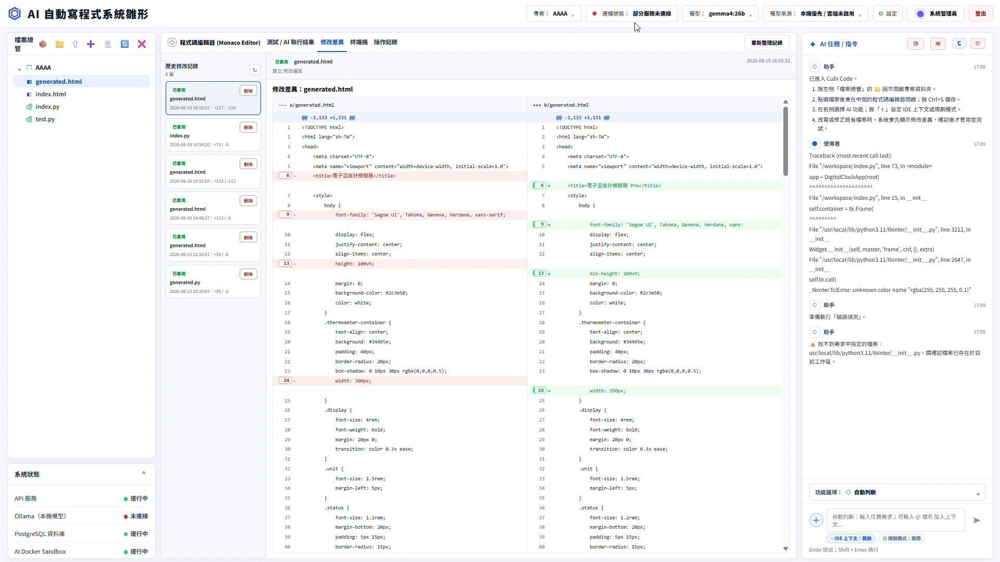 AI 自動寫程式系統雛形
專案： AAAA
連線狀態： 部分服務未連線
模型： gemma4:26b
模型來源： 本機優先 / 雲端未啟用
設定
系統管理員
登出
檔案總管
AAAA
generated.html
index.html
index.py
test.py
系統狀態
API 服務 運行中
Ollama（本機模型） 未連線
PostgreSQL 資料庫 運行中
AI Docker Sandbox 運行中
程式碼編輯器 (Monaco Editor)
測試 / AI 執行結果
修改差異
終端機
操作紀錄
重新整理記錄
歷史修改記錄
6 筆
已套用 刪除
generated.html
2026-08-19 16:55:22 | +227 / -214
已套用 刪除
index.py
2026-08-19 14:54:20 | +74 / -0
已套用 刪除
generated.html
2026-08-19 14:51:54 | +133 / -113
已套用 刪除
generated.html
2026-08-19 14:48:37 | +113 / -0
已套用 刪除
generated.html
2026-08-13 12:34:01 | +54 / -0
已套用 刪除
generated.py
2026-08-13 10:35:04 | +95 / -0
已套用 generated.html 2026-08-19 16:55:22
建立/修改檔案
修改差異：generated.html
--- a/generated.html
@@ -1,133 +1,131 @@
1 <!DOCTYPE html>
2 <html lang="zh-TW">
3 <head>
4 <meta charset="UTF-8">
5 <meta name="viewport" content="width=device-width, initial-scale=1.0">
6 - <title>電子溫度計模擬器</title>
7 <style>
8 body {
9 - font-family: 'Segoe UI', Tahoma, Geneva, Verdana, sans-serif;
10 display: flex;
11 justify-content: center;
12 align-items: center;
13 - height: 100vh;
14 margin: 0;
15 background-color: #2c3e50;
16 color: white;
17 }
18 .thermometer-container {
19 text-align: center;
20 background: #34495e;
21 padding: 40px;
22 border-radius: 20px;
23 box-shadow: 0 10px 30px rgba(0,0,0,0.5);
24 - width: 300px;
25 }
26 .display {
27 font-size: 4rem;
28 font-weight: bold;
29 margin: 20px 0;
30 transition: color 0.3s ease;
31 }
32 .unit {
33 font-size: 1.5rem;
34 margin-left: 5px;
35 }
36 .status {
37 font-size: 1.2rem;
38 margin-bottom: 20px;
39 padding: 5px 15px;
40 border-radius: 15px;
+++ b/generated.html
@@ -1,133 +1,131 @@
1 <!DOCTYPE html>
2 <html lang="zh-TW">
3 <head>
4 <meta charset="UTF-8">
5 <meta name="viewport" content="width=device-width, initial-scale=1.0">
6 + <title>電子溫度計模擬器 Pro</title>
7 <style>
8 body {
9 + font-family: 'Segoe UI', Tahoma, Geneva, Verdana, sans:
10 display: flex;
11 justify-content: center;
12 align-items: center;
13 + min-height: 100vh;
14 margin: 0;
15 background-color: #2c3e50;
16 color: white;
17 }
18 .thermometer-container {
19 text-align: center;
20 background: #34495e;
21 padding: 40px;
22 border-radius: 20px;
23 box-shadow: 0 10px 30px rgba(0,0,0,0.5);
24 + width: 350px;
25 }
26 .display {
27 font-size: 4rem;
28 font-weight: bold;
29 margin: 20px 0;
30 transition: color 0.3s ease;
31 }
32 .unit {
33 font-size: 1.5rem;
34 margin-left: 5px;
35 }
36 .status {
37 font-size: 1.2rem;
38 margin-bottom: 20px;
39 padding: 5px 15px;
40 border-radius: 15px;
AI 任務 / 指令
助手 17:09
已進入 Cubi Code。
1. 按左側「檔案總管」的 📁 圖示開啟專案資料夾。
2. 點選檔案後會在中間的程式碼編輯器開啟；按 Ctrl+S 儲存。
3. 在右側選擇 AI 功能；按「＋」設定 IDE 上下文或規劃模式。
4. 改寫或修正既有檔案時，系統會先顯示修改差異，確認後才套用並測
試。
使用者 17:09
Traceback (most recent call last):
File "/workspace/index.py", line 73, in <module>
app = DigitalClockApp(root)
^^^^^^^^^^^^^^^^^^^^
File "/workspace/index.py", line 15, in __init__
self.container = tk.Frame(
^^^^^^^^^
File "/usr/local/lib/python3.11/tkinter/__init__.py", line 3212, in
__init__
Widget.__init__(self, master, 'frame', cnf, {}, extra)
File "/usr/local/lib/python3.11/tkinter/__init__.py", line 2647, in
__init__
self.tk.call(
_tkinter.TclError: unknown color name "rgba(255, 255, 255, 0.1)"
助手 17:09
準備執行「錯誤偵測」。
助手 17:09
⚠️ 找不到需求中指定的檔案：
usr/local/lib/python3.11/tkinter/__init__.py。請確認檔案已存在於目
前工作區。
功能選項： ◇ 自動判斷
自動判斷：輸入任務需求；可輸入 @ 檔名 加入上下
文...
IDE 上下文：開啟
規劃模式：關閉
Enter 送出；Shift + Enter 換行